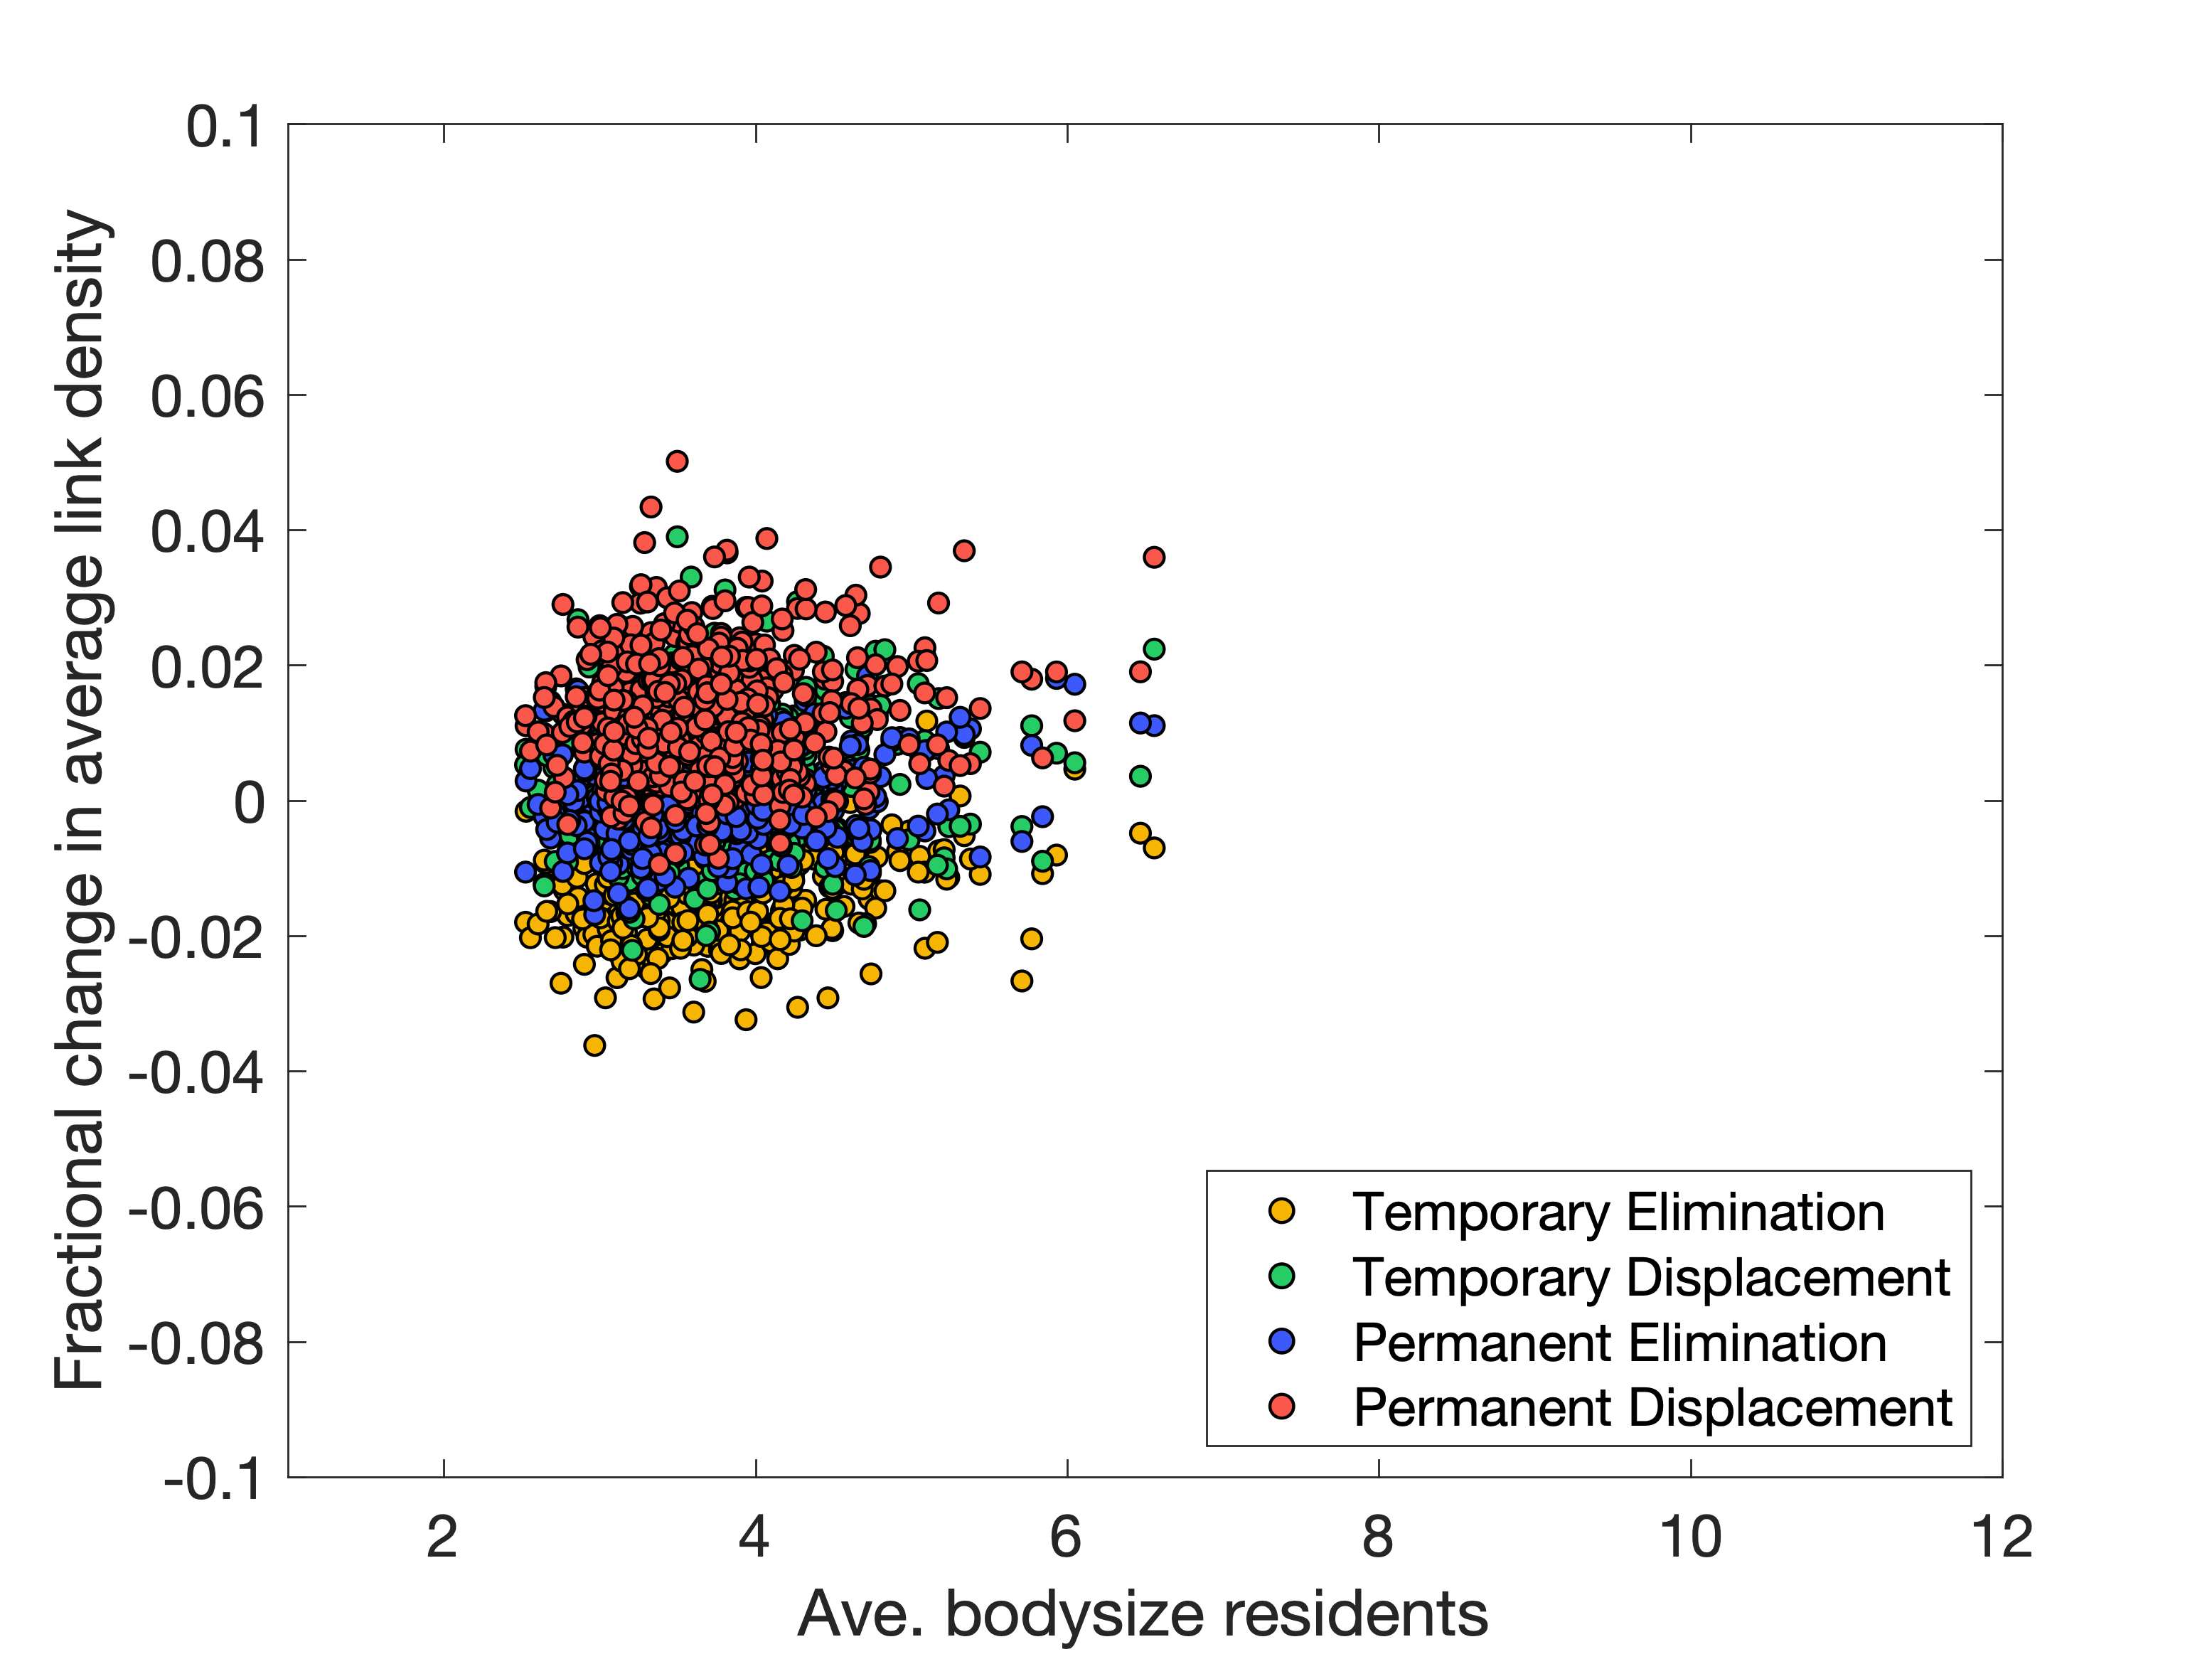 Fractional change in average link density
0.1
0.08
0.06
0.04
0.02
0
-0.02
-0.04
-0.06
-0.08
-0.1
Temporary Elimination
Temporary Displacement
Permanent Elimination
Permanent Displacement
2 4 6 8 10 12
Ave. bodysize residents